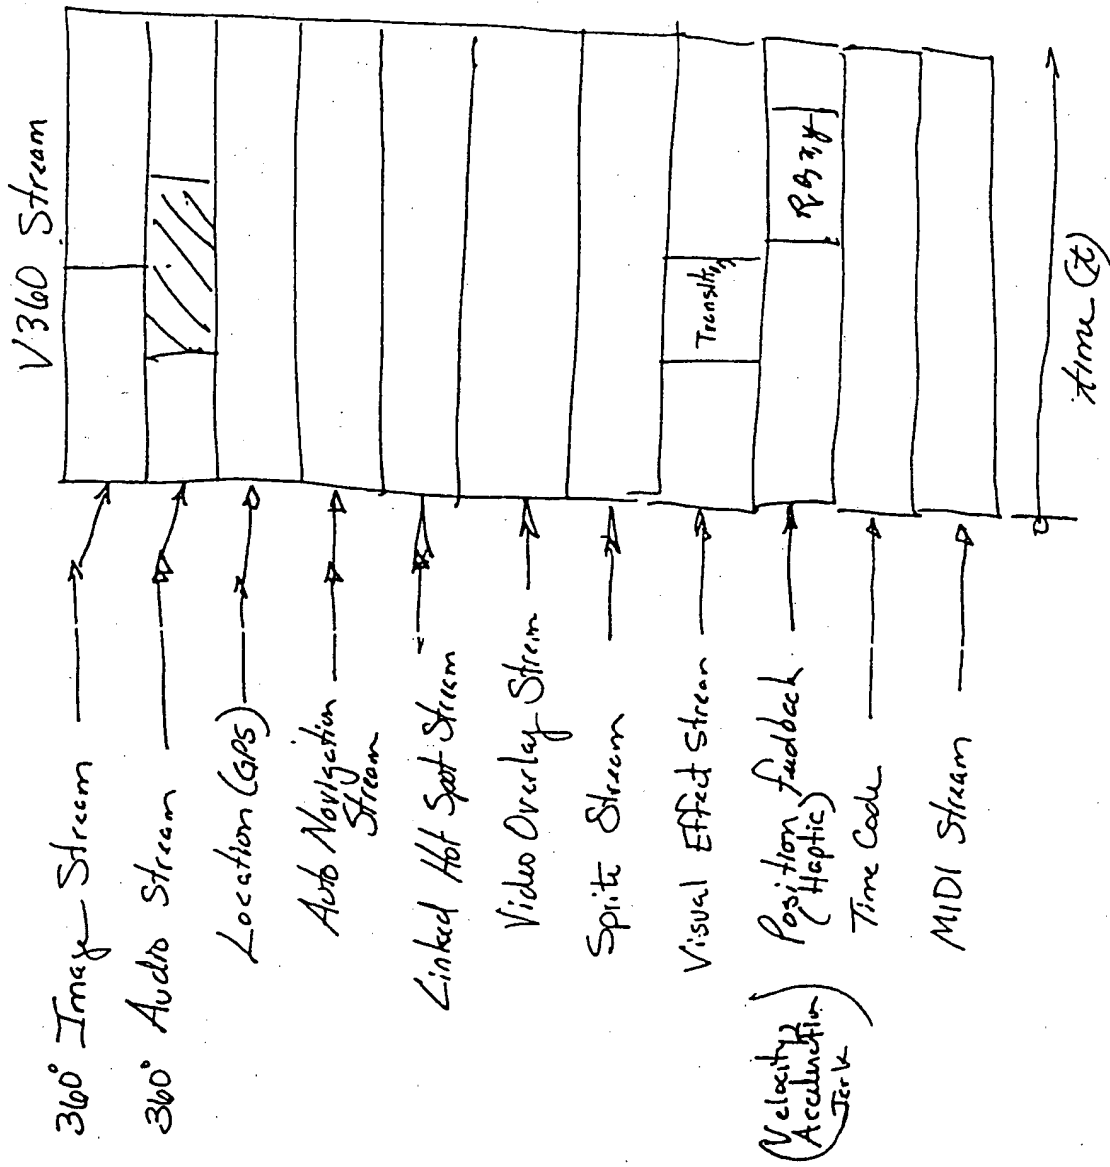 V360 Stream
360° Image Stream
360° Audio Stream
Location (GPS)
Auto Navigation
Stream
Linked Hot Spot Stream
Video Overlay Stream
Sprite Stream
Visual Effect Stream
Transition
Position feedback
(Haptic)
(Velocity,
Acceleration
Jerk)
Time Code
MIDI Stream
time (t)